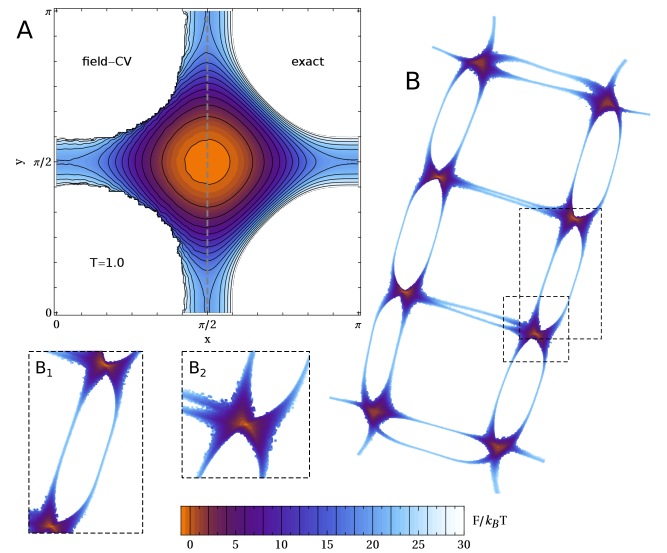 A
π
field–CV
exact
B
y
π/2
T=1.0
0
0
π/2
π
x
B1
B2
F/kBT
0
5
10
15
20
25
30